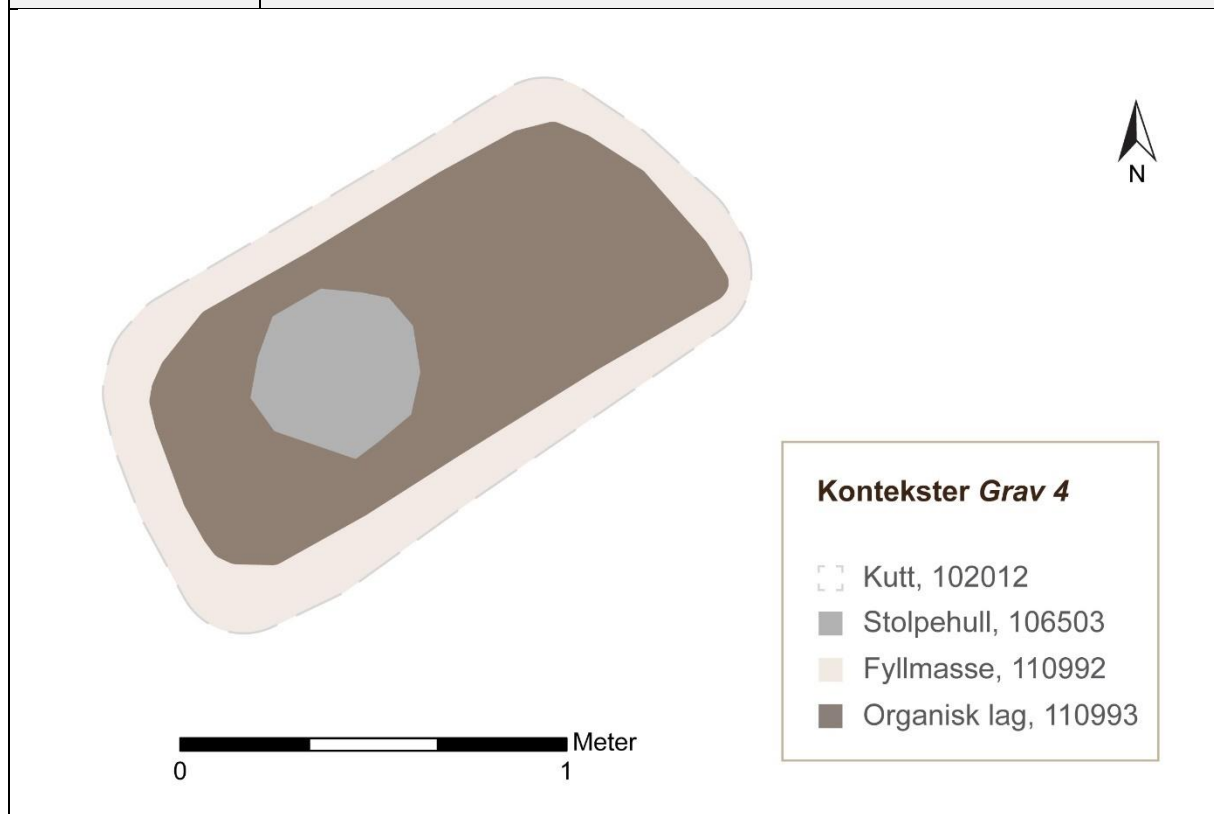 N
Kontekster Grav 4
Kutt, 102012
Stolpehull, 106503
Fyllmasse, 110992
Organisk lag, 110993
Meter
0 1